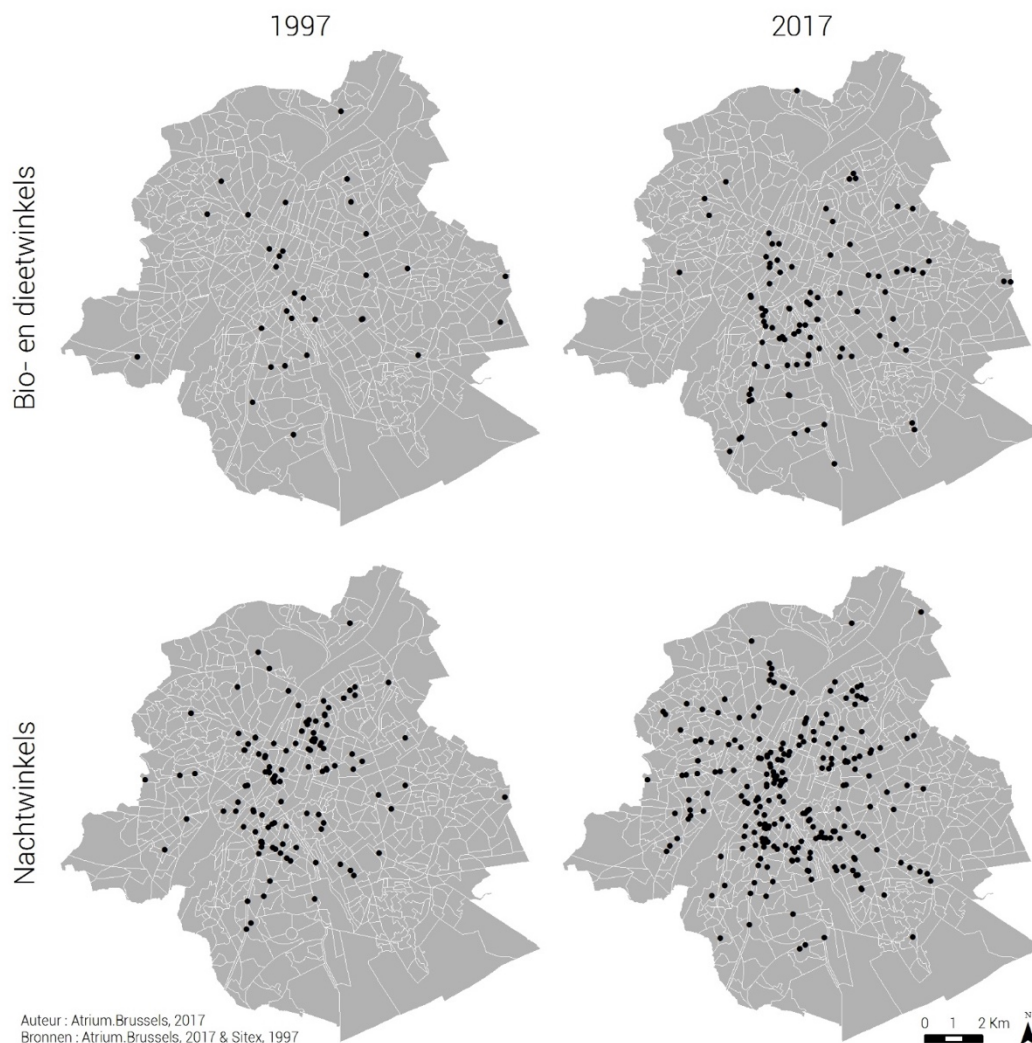 1997
2017
Bio- en dieetwinkels
Nachtwinkels
Auteur : Atrium.Brussels, 2017
Bronnen : Atrium.Brussels, 2017 & Sitex, 1997
0 1 2 Km
N